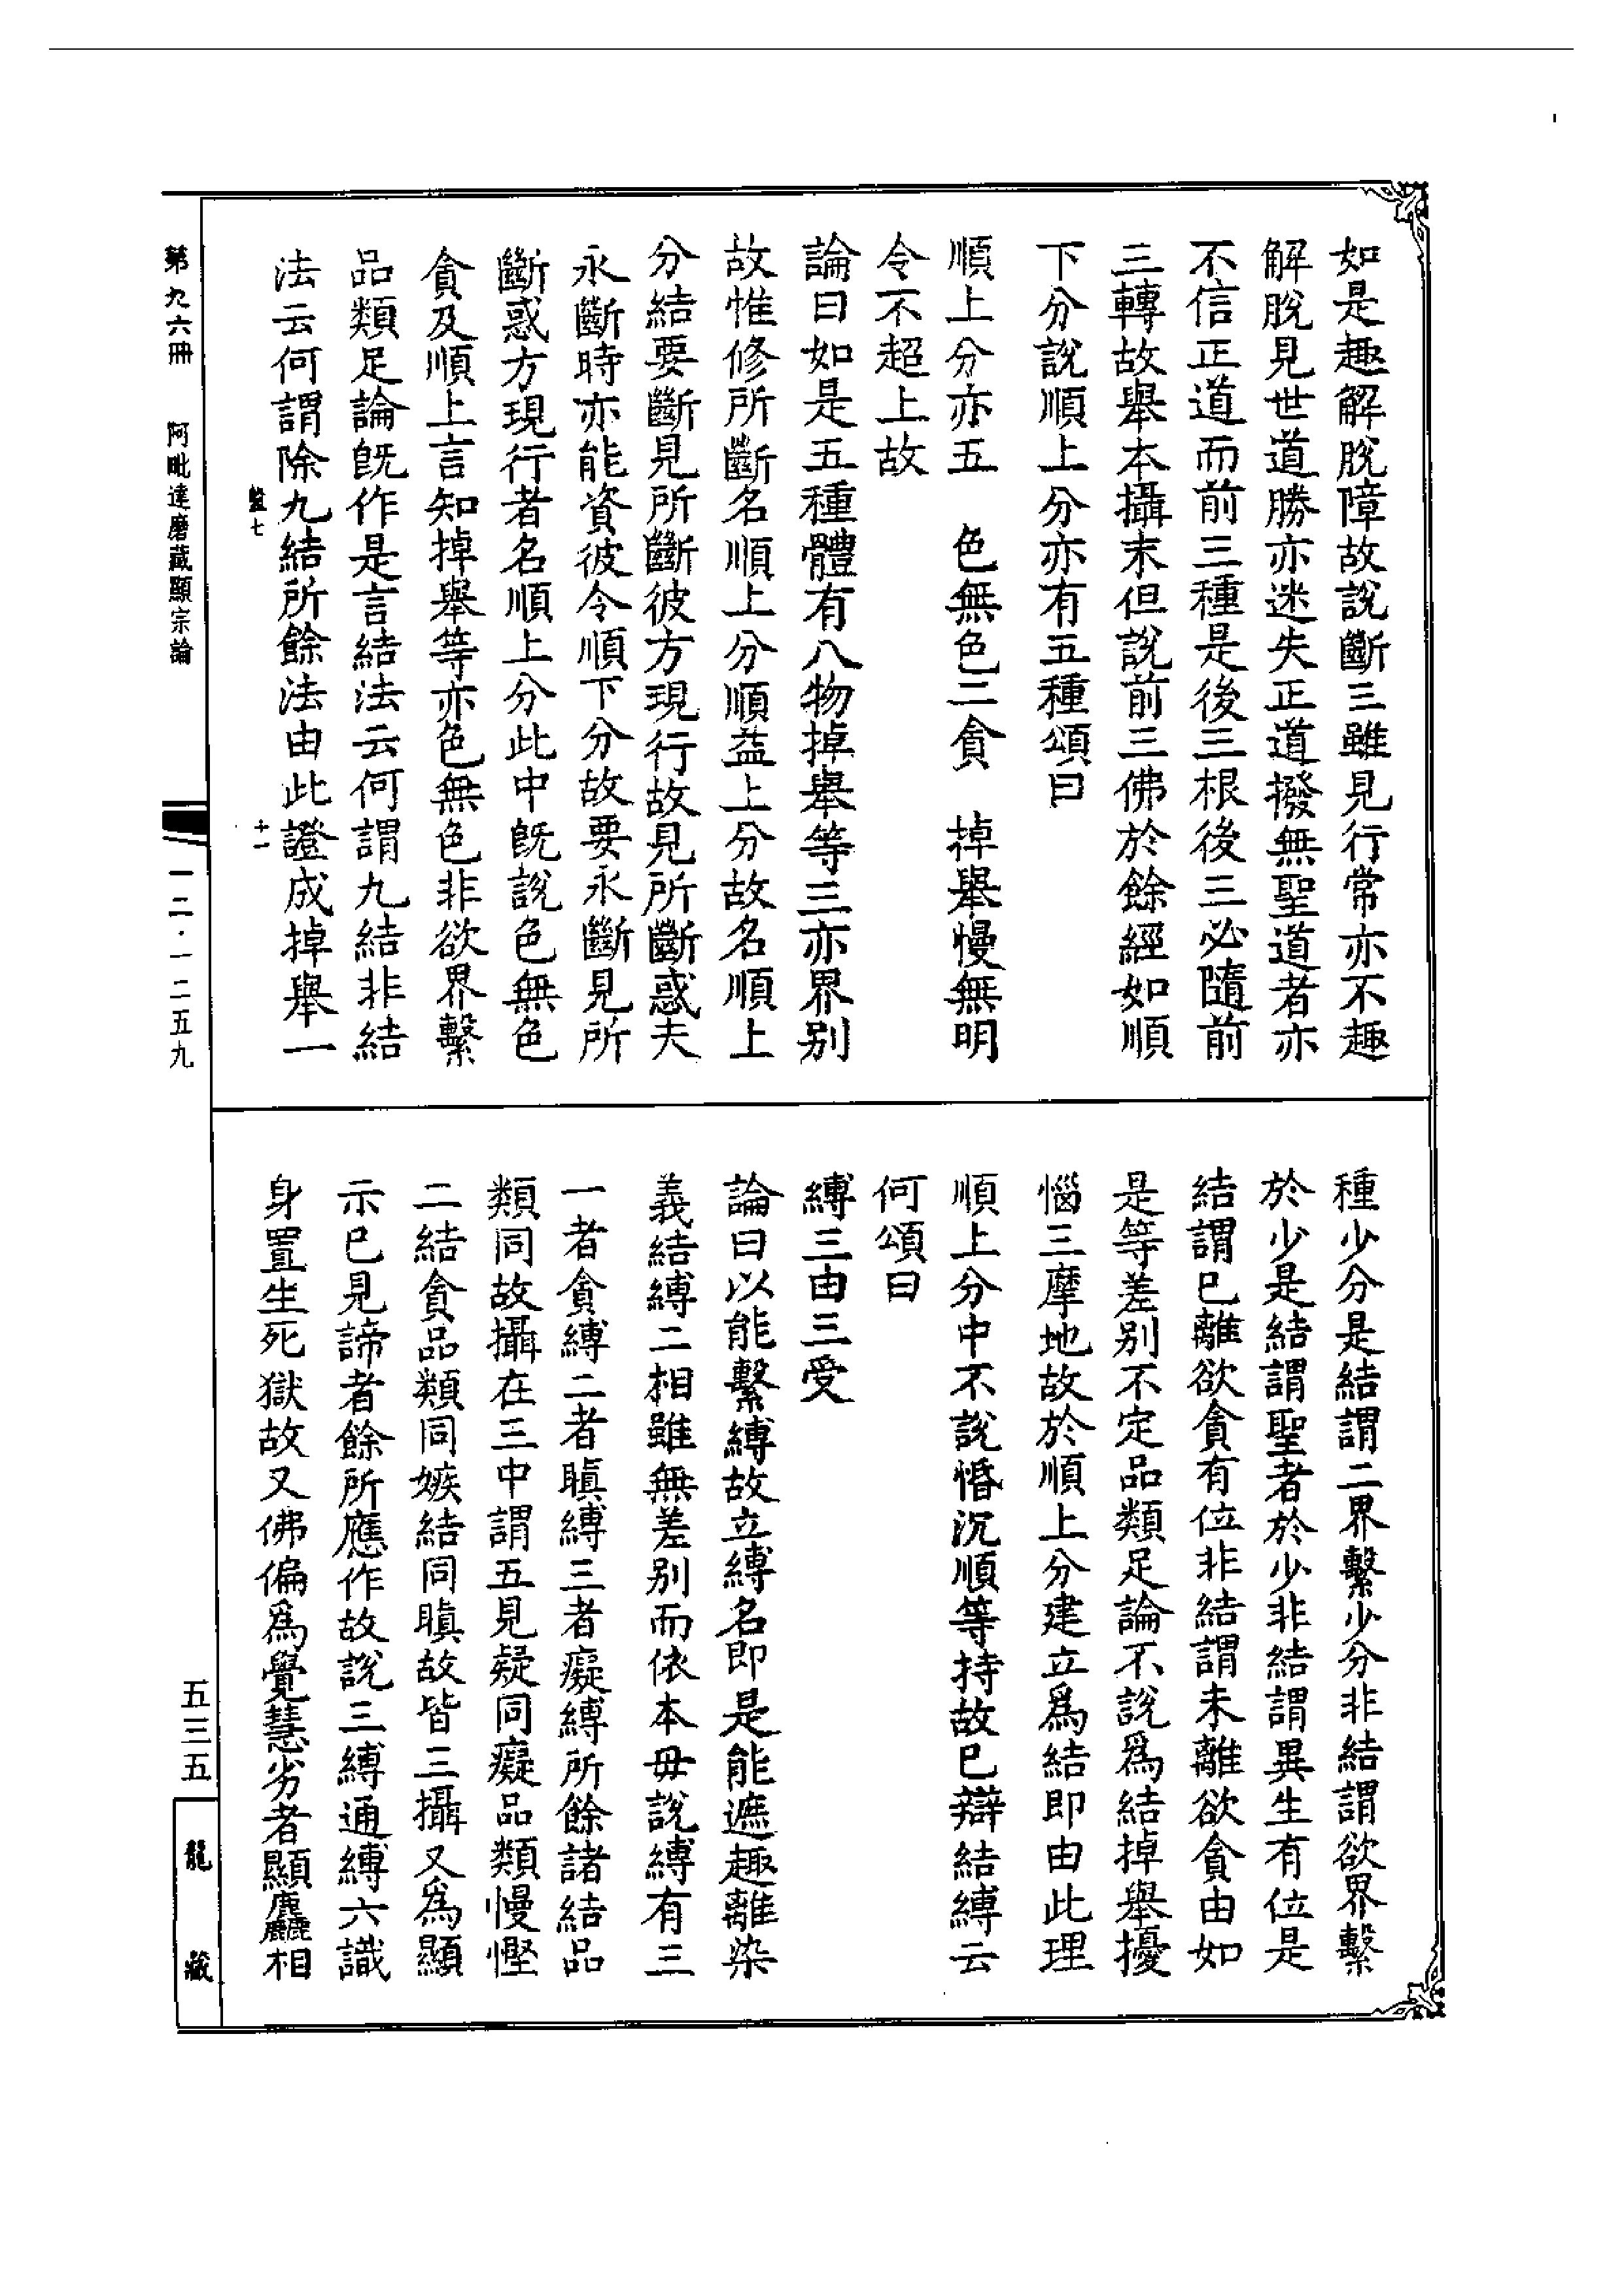 如是趣解脫障故說斷三雖見行常亦不趣
解脫見世道勝亦迷失正道撥無聖道者亦
不信正道而前三種是後三根後三必隨前
三轉故舉本攝末但說前三佛於餘經如順
下分說順上分亦有五種頌曰
順上分亦五　色無色二貪　掉舉慢無明
令不超上故
論曰如是五種體有八物掉舉等三亦界别
故惟修所斷名順上分順益上分故名順上
分結要斷見所斷彼方現行故見所斷惑夫
永斷時亦能資彼令順下分故要永斷見所
斷惑方現行者名順上分此中旣說色無色
貪及順上言知掉舉等亦色無色非欲界繫
品類足論旣作是言結法云何謂九結非結
法云何謂除九結所餘法由此證成掉舉一
種少分是結謂二界繫少分非結謂欲界繫
於少是結謂聖者於少非結謂異生有位是
結謂已離欲貪有位非結謂未離欲貪由如
是等差別不定品類足論不說爲結掉舉擾
惱三摩地故於順上分建立爲結即由此理
順上分中不說惛沉順等持故已辯結縛云
何頌曰
縛三由三受
論曰以能繫縛故立縛名即是能遮趣離染
義結縛二相雖無差别而依本毋說縛有三
一者貪縛二者瞋縛三者癡縛所餘諸結品
類同故攝在三中謂五見疑同癡品類慢慳
二結貪品類同嫉結同瞋故皆三攝又爲顯
示已見諦者餘所應作故說三縛通縛六識
身置生死獄故又佛偏爲覺慧劣者顯麤相
第九六冊　阿毗達磨藏顯宗論
十一
一二·一二五九
五三五
龍藏